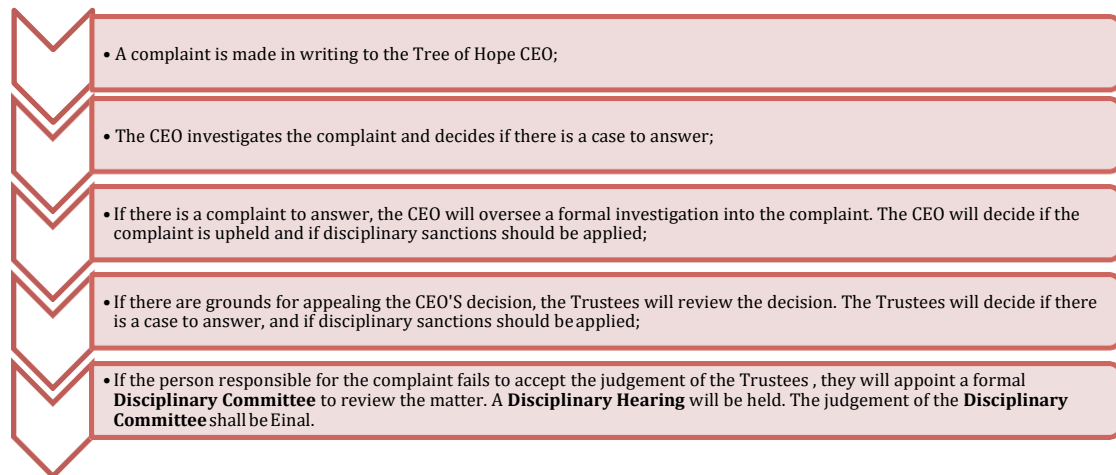 • A complaint is made in writing to the Tree of Hope CEO;
• The CEO investigates the complaint and decides if there is a case to answer;
• If there is a complaint to answer, the CEO will oversee a formal investigation into the complaint. The CEO will decide if the
complaint is upheld and if disciplinary sanctions should be applied;
• If there are grounds for appealing the CEO'S decision, the Trustees will review the decision. The Trustees will decide if there
is a case to answer, and if disciplinary sanctions should be applied;
• If the person responsible for the complaint fails to accept the judgement of the Trustees , they will appoint a formal
Disciplinary Committee to review the matter. A Disciplinary Hearing will be held. The judgement of the Disciplinary
Committee shall be Einal.